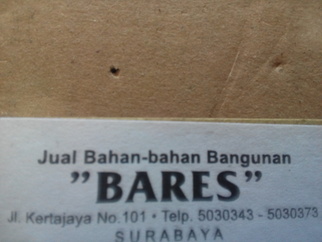 Jual Bahan-bahan Bangunan
"BARES"
Jl. Kertajaya No.101 • Telp. 5030343 - 5030373
SURABAYA